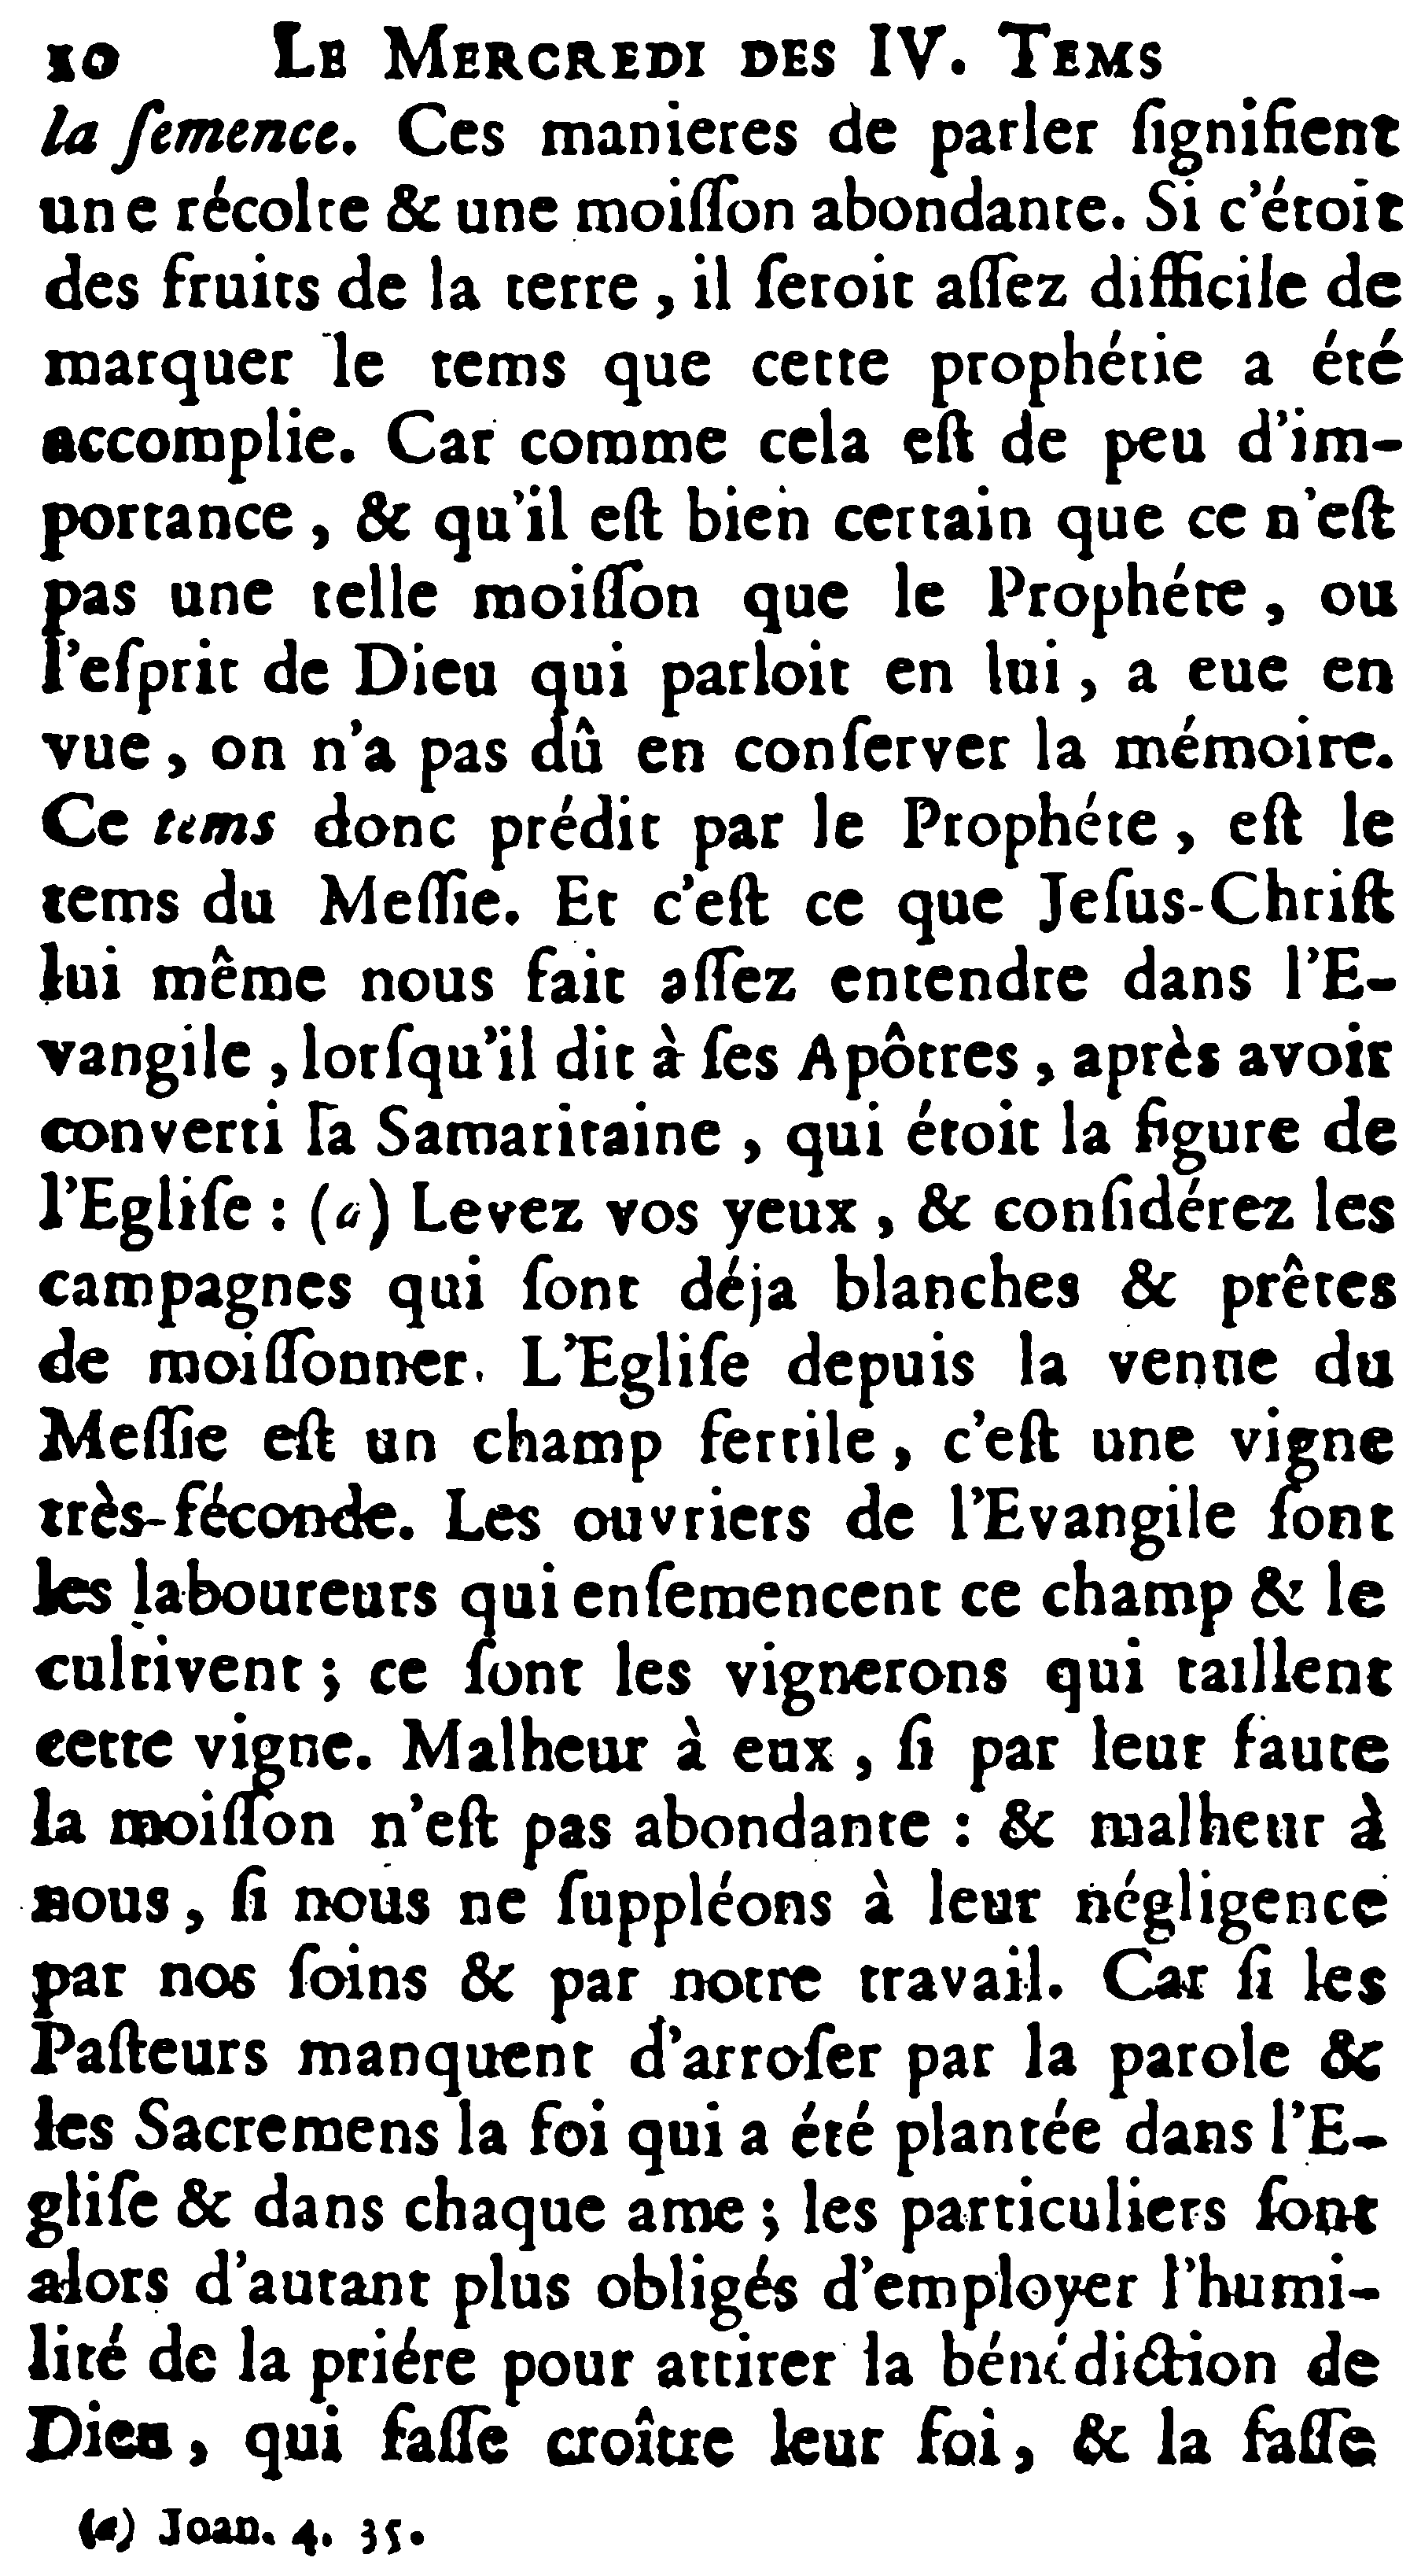 10 LE MERCREDI DES IV. TEMS
la ſemence. Ces manieres de parler ſignifient
une récolte & une moiſſon abondante. Si c'étoit
des fruits de la terre, il ſeroit aſſez difficile de
marquer le tems que cette prophétie a été
accomplie. Car comme cela eſt de peu d'im-
portance, & qu'il eſt bien certain que ce n'eſt
pas une telle moiſſon que le Prophéte, ou
l'eſprit de Dieu qui parloit en lui, a eue en
vue, on n'a pas dû en conſerver la mémoire.
Ce tems donc prédit par le Prophéte, eſt le
tems du Meſſie. Et c'eſt ce que Jeſus-Chriſt
lui même nous fait aſſez entendre dans l'E-
vangile, lorſqu'il dit à ſes Apôtres, après avoir
converti la Samaritaine, qui étoit la figure de
l'Egliſe : (a) Levez vos yeux, & conſidérez les
campagnes qui ſont déja blanches & prêtes
de moiſſonner. L'Egliſe depuis la venue du
Meſſie eſt un champ fertile, c'eſt une vigne
très-féconde. Les ouvriers de l'Evangile ſont
les laboureurs qui enſemencent ce champ & le
cultivent ; ce ſont les vignerons qui taillent
cette vigne. Malheur à eux, ſi par leur faute
la moiſſon n'eſt pas abondante : & malheur à
nous, ſi nous ne ſuppléons à leur négligence
par nos ſoins & par notre travail. Car ſi les
Paſteurs manquent d'arroſer par la parole &
les Sacremens la foi qui a été plantée dans l'E-
gliſe & dans chaque ame ; les particuliers ſont
alors d'autant plus obligés d'employer l'humi-
lité de la priére pour attirer la bénédiction de
Dieu, qui faſſe croître leur foi, & la faſſe
(a) Joan. 4. 35.